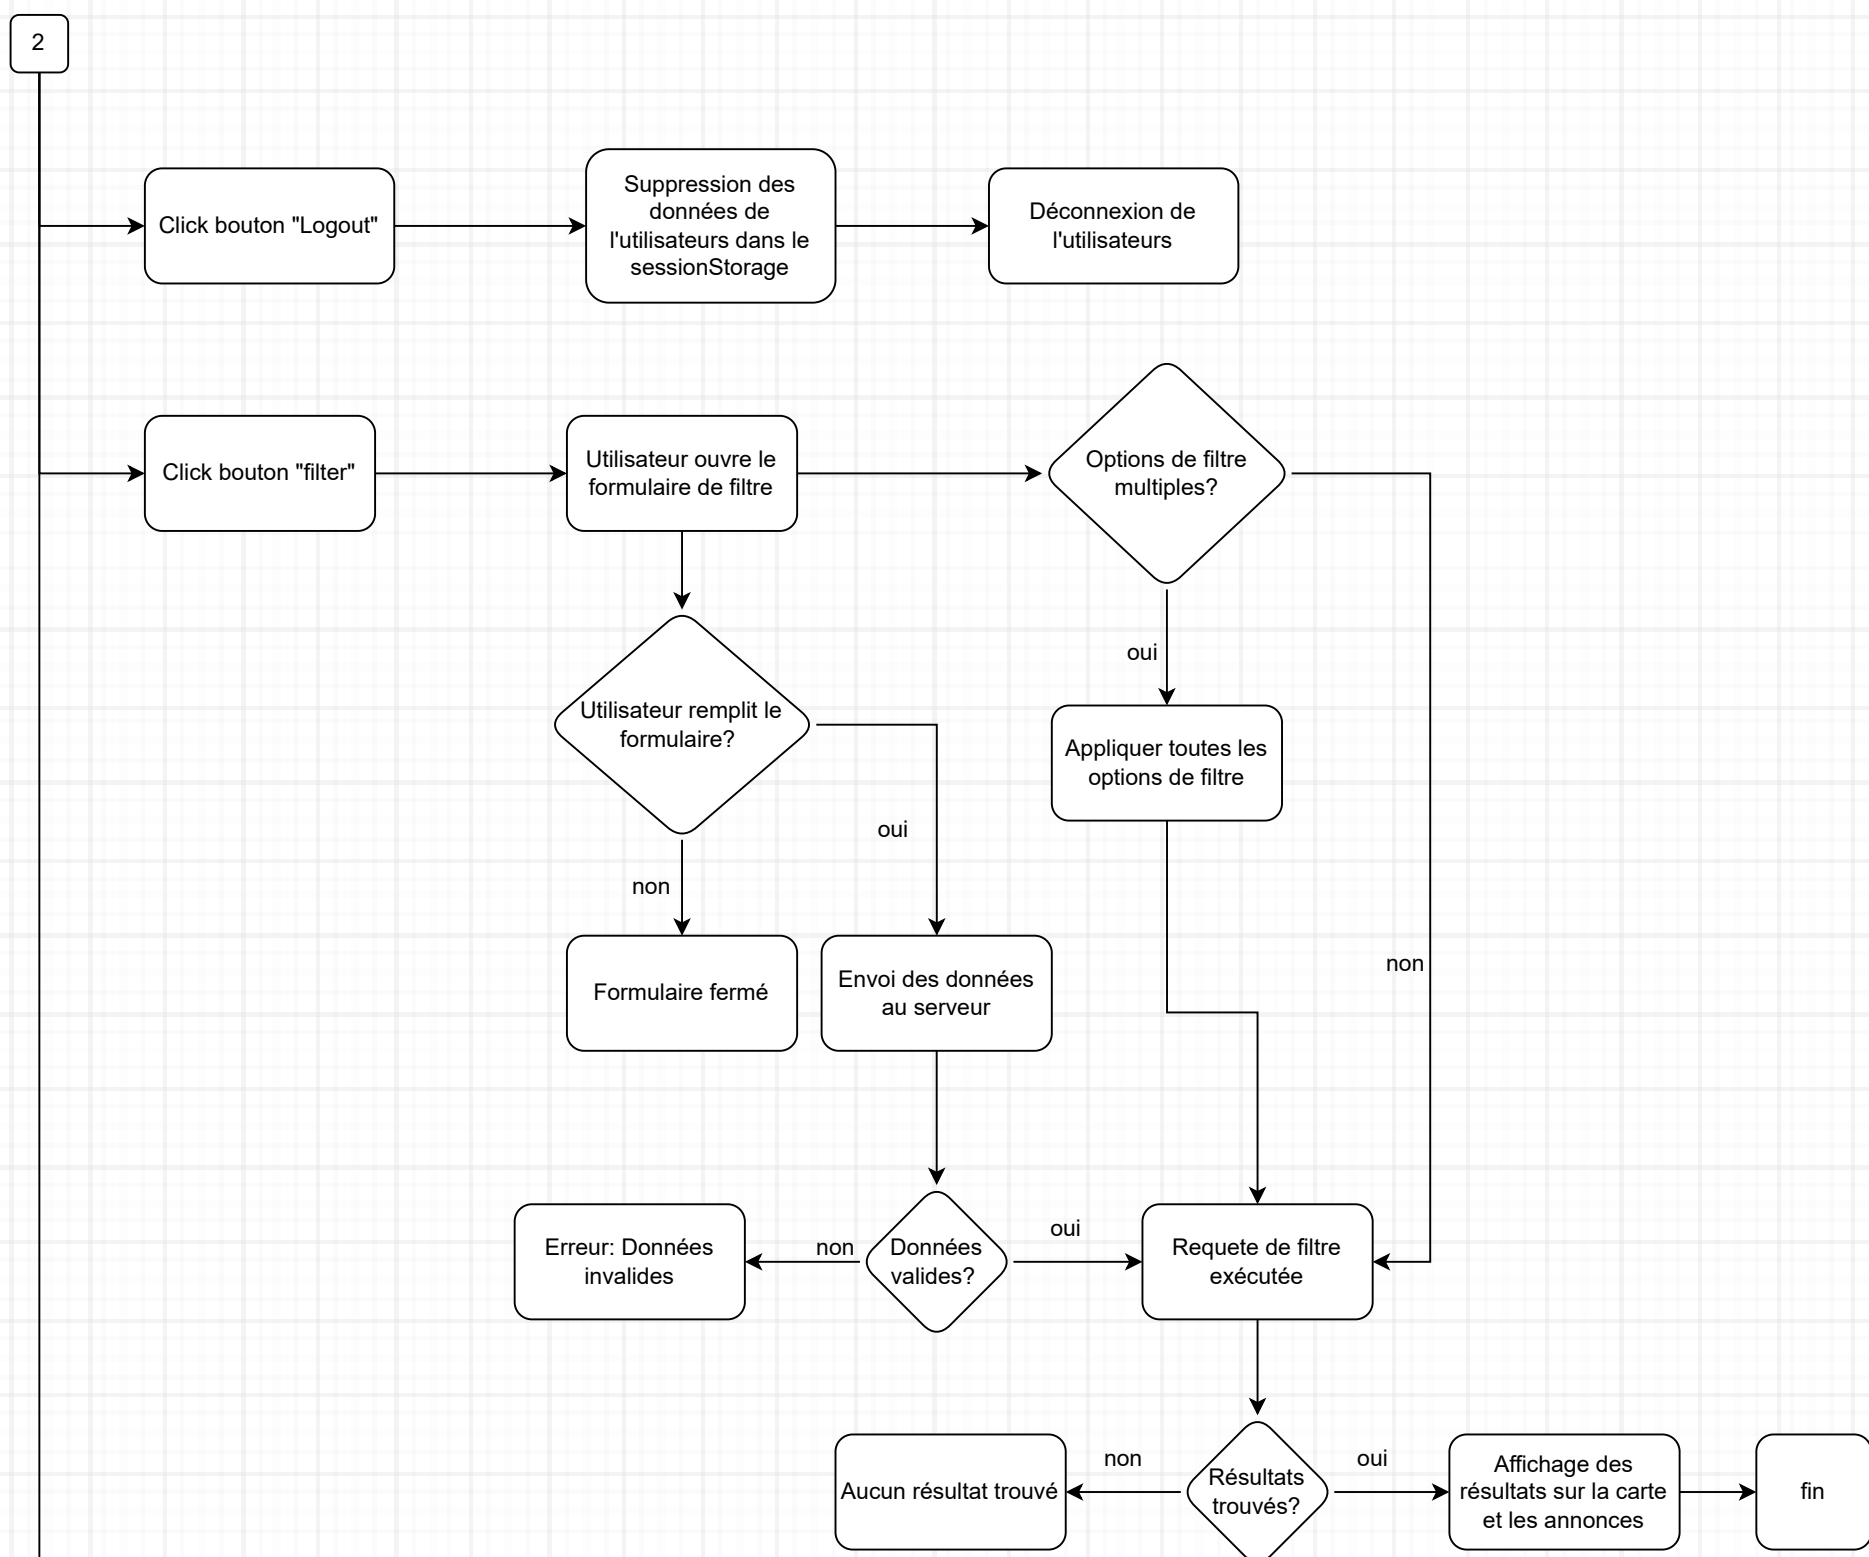 2
Click bouton "Logout"
Suppression des
données de
l'utilisateurs dans le
sessionStorage
Déconnexion de
l'utilisateurs
Click bouton "filter"
Utilisateur ouvre le
formulaire de filtre
Options de filtre
multiples?
oui
Utilisateur remplit le
formulaire?
Appliquer toutes les
options de filtre
oui
non
non
Formulaire fermé
Envoi des données
au serveur
Erreur: Données
invalides
non
Données
valides?
oui
Requete de filtre
exécutée
Aucun résultat trouvé
non
Résultats
trouvés?
oui
Affichage des
résultats sur la carte
et les annonces
fin